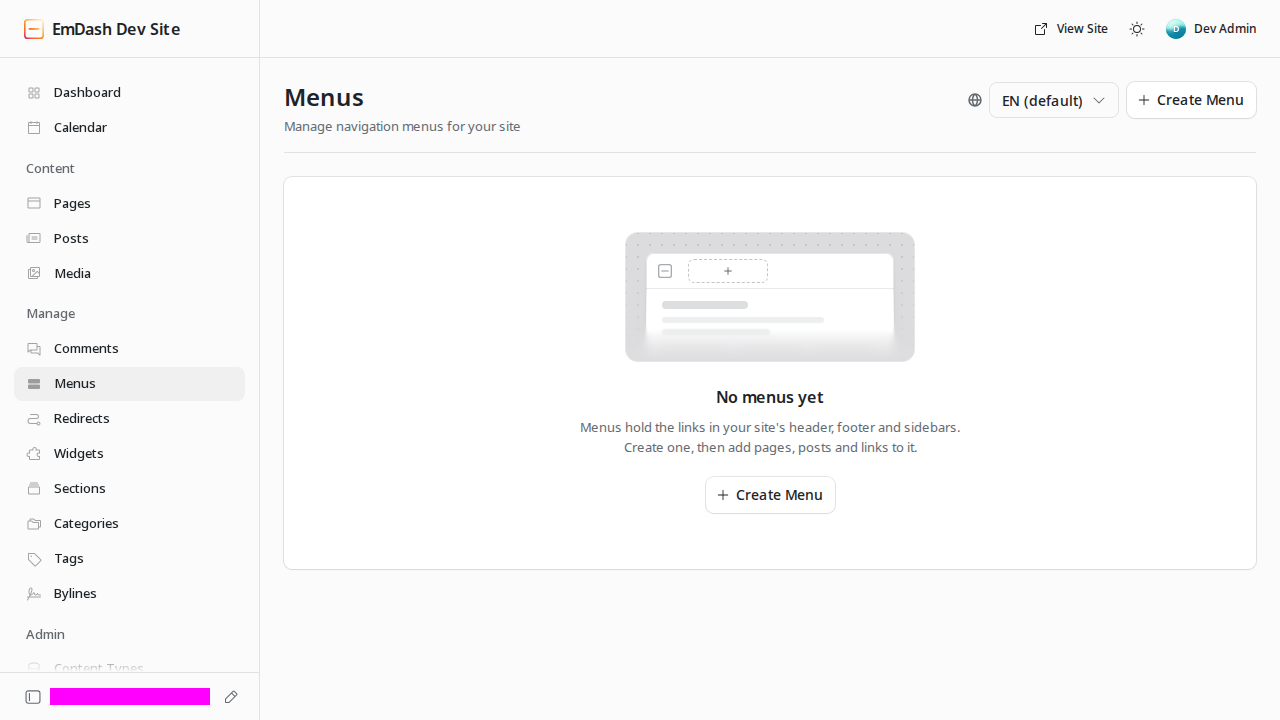 EmDash Dev Site
View Site
Dev Admin
D
Dashboard
Calendar
Content
Pages
Posts
Media
Manage
Comments
Menus
Redirects
Widgets
Sections
Categories
Tags
Bylines
Admin
Content Types
Menus
Manage navigation menus for your site
EN (default)
Create Menu
No menus yet
Menus hold the links in your site's header, footer and sidebars.
Create one, then add pages, posts and links to it.
Create Menu